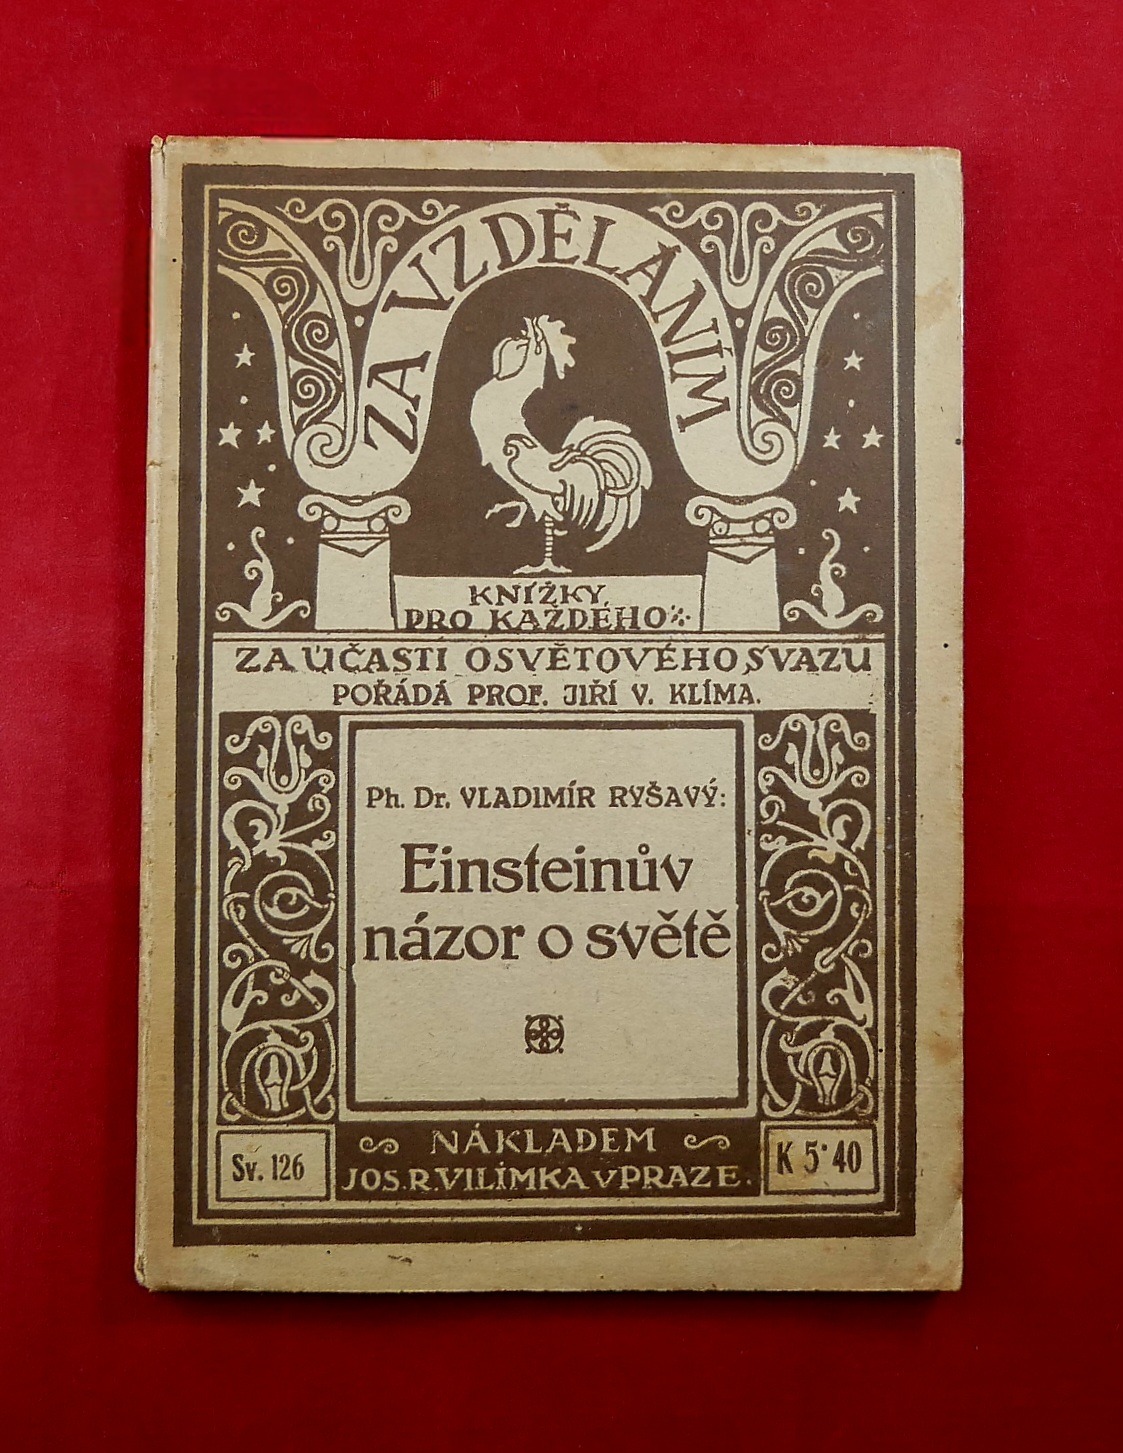 ZA VZDĚLANÍM
KNÍŽKY
PRO KAŽDÉHO
ZA ÚČASTI OSVĚTOVÉHO SVAZU
POŘÁDÁ PROF. JIŘÍ V. KLÍMA.
Ph. Dr. VLADIMÍR RYŠAVÝ:
Einsteinův
názor o světě
NÁKLADEM
Sv. 126
JOS. R. VILÍMKA V PRAZE.
K 5·40